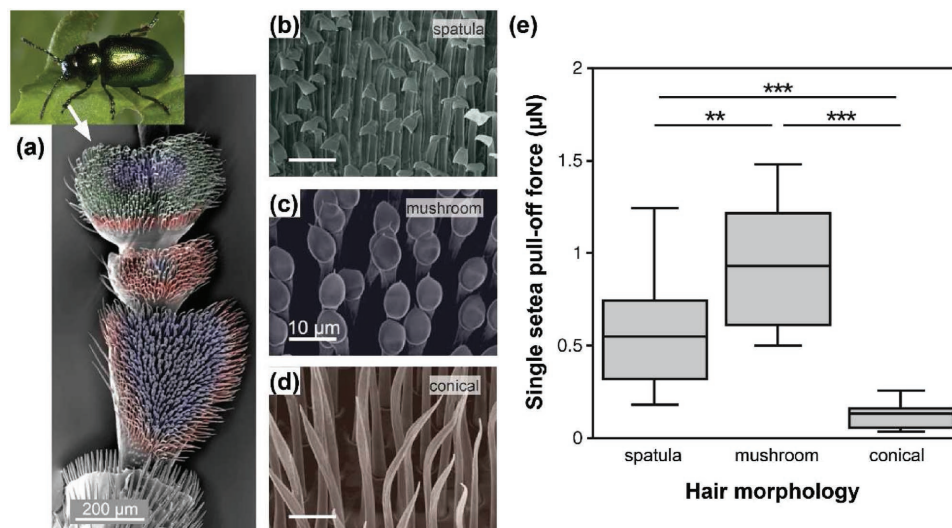 (a)
200 µm
(b)
spatula
(c)
mushroom
10 µm
(d)
conical
(e)
Single setea pull-off force (µN)
2
1.5
1
0.5
0
***
** ***
spatula mushroom conical
Hair morphology